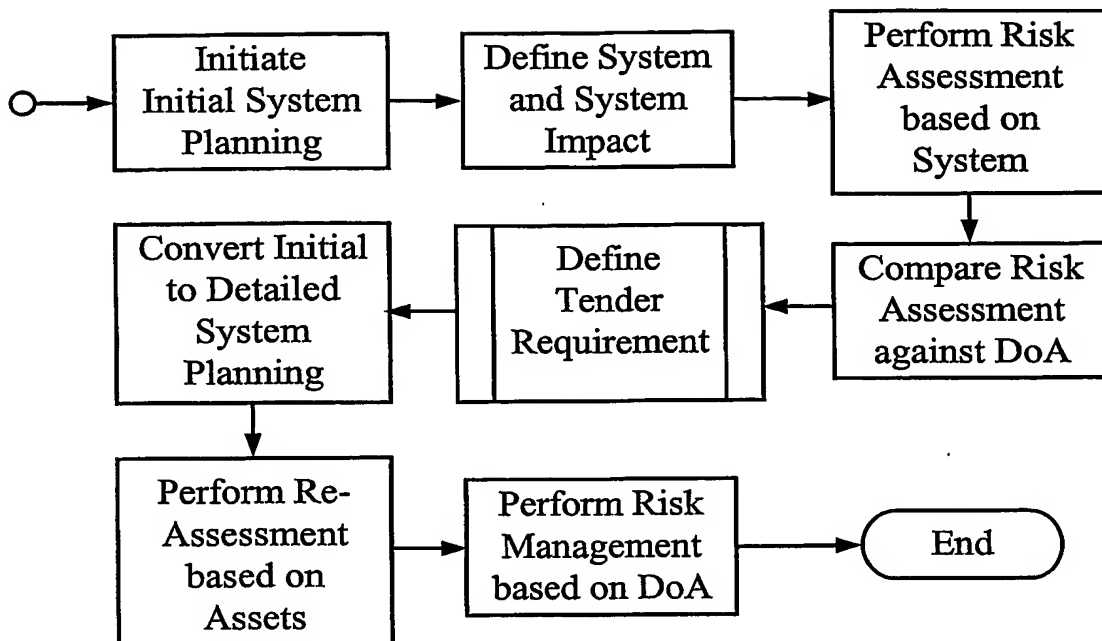 Initiate
Initial System
Planning
Define System
and System
Impact
Perform Risk
Assessment
based on
System
Compare Risk
Assessment
against DoA
Define
Tender
Requirement
Convert Initial
to Detailed
System
Planning
Perform Re-
Assessment
based on
Assets
Perform Risk
Management
based on DoA
End